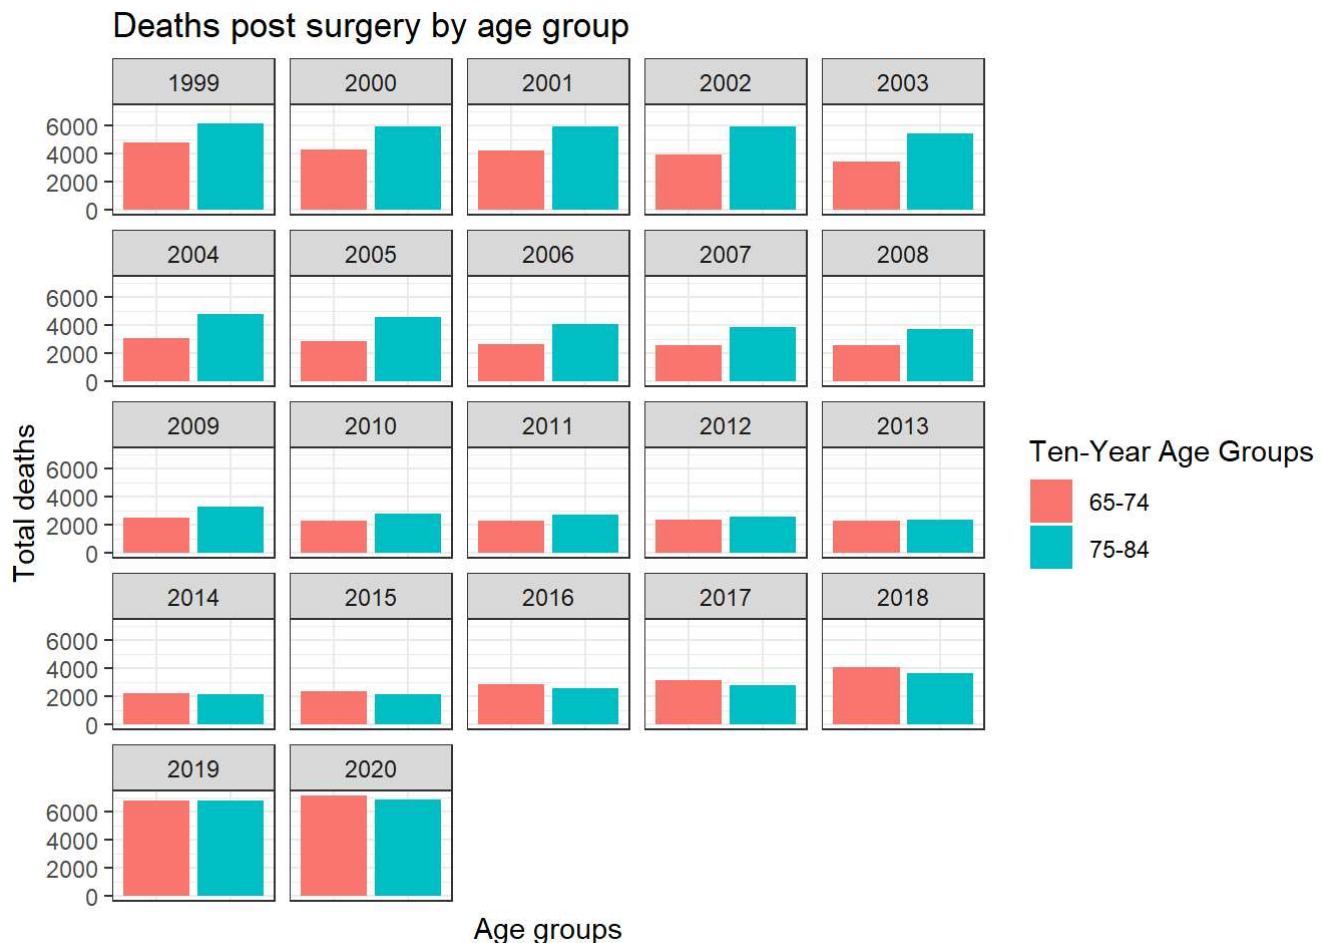 Deaths post surgery by age group
1999 2000 2001 2002 2003
6000
4000
2000
0
2004 2005 2006 2007 2008
6000
4000
2000
0
2009 2010 2011 2012 2013
6000
4000
2000
0
2014 2015 2016 2017 2018
6000
4000
2000
0
2019 2020
6000
4000
2000
0
Total deaths
Age groups
Ten-Year Age Groups
65-74
75-84